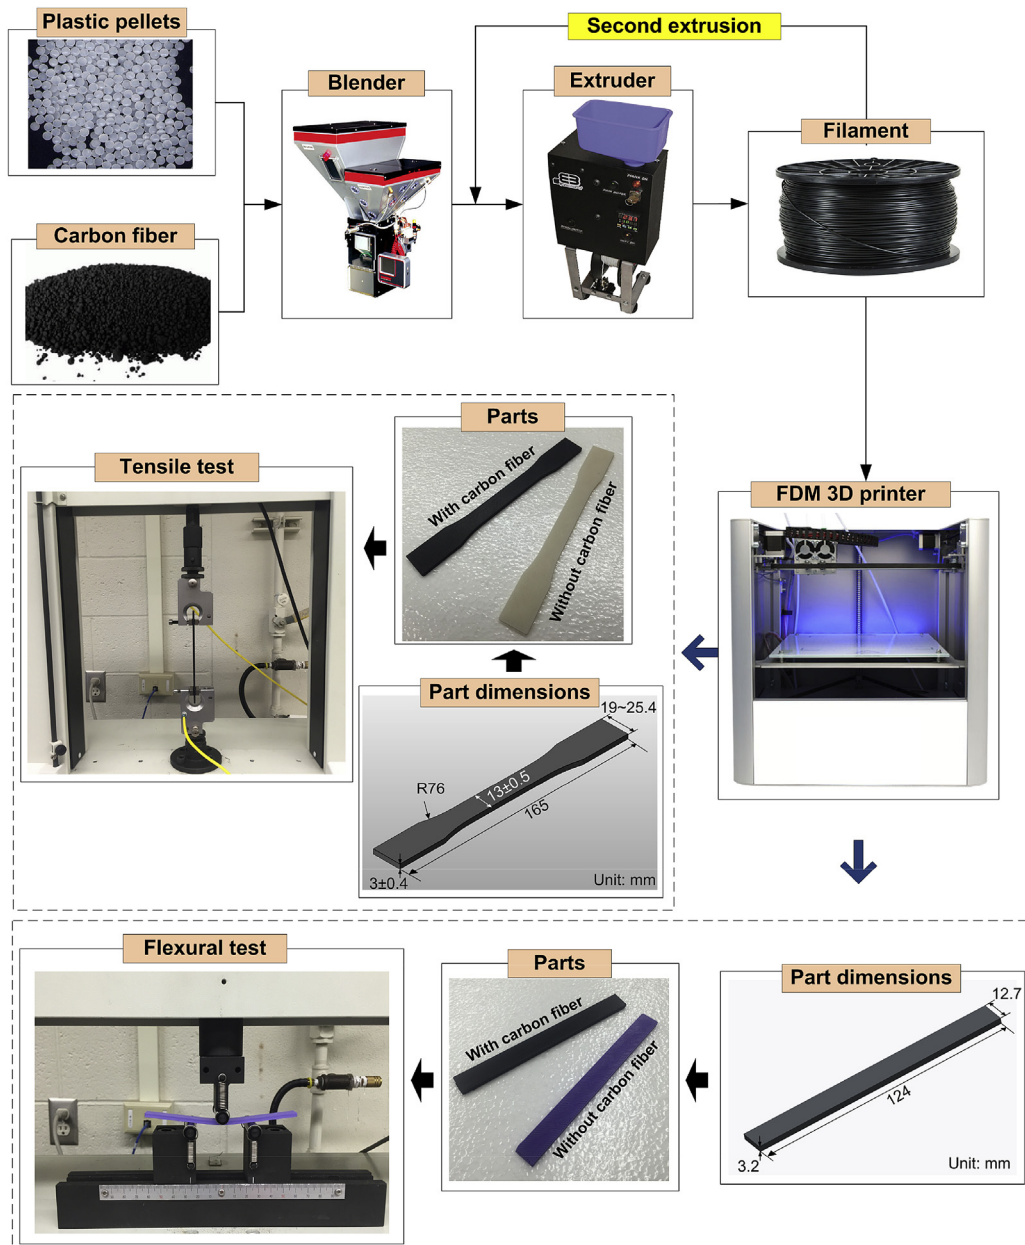 Plastic pellets
Second extrusion
Blender
Extruder
Filament
Carbon fiber
Parts
With carbon fiber
Without carbon fiber
Tensile test
FDM 3D printer
Part dimensions
19~25.4
R76
13±0.5
165
3±0.4
Unit: mm
Flexural test
Parts
With carbon fiber
Without carbon fiber
Part dimensions
12.7
124
3.2
Unit: mm